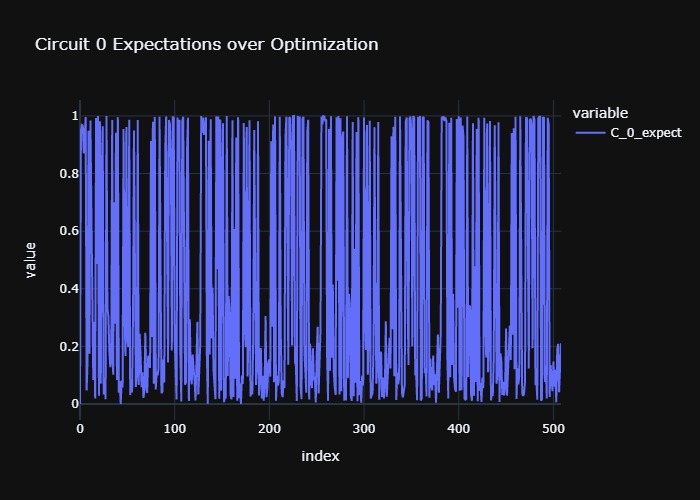 Circuit 0 Expectations over Optimization
variable
C_0_expect
value
1
0.8
0.6
0.4
0.2
0
0 100 200 300 400 500
index